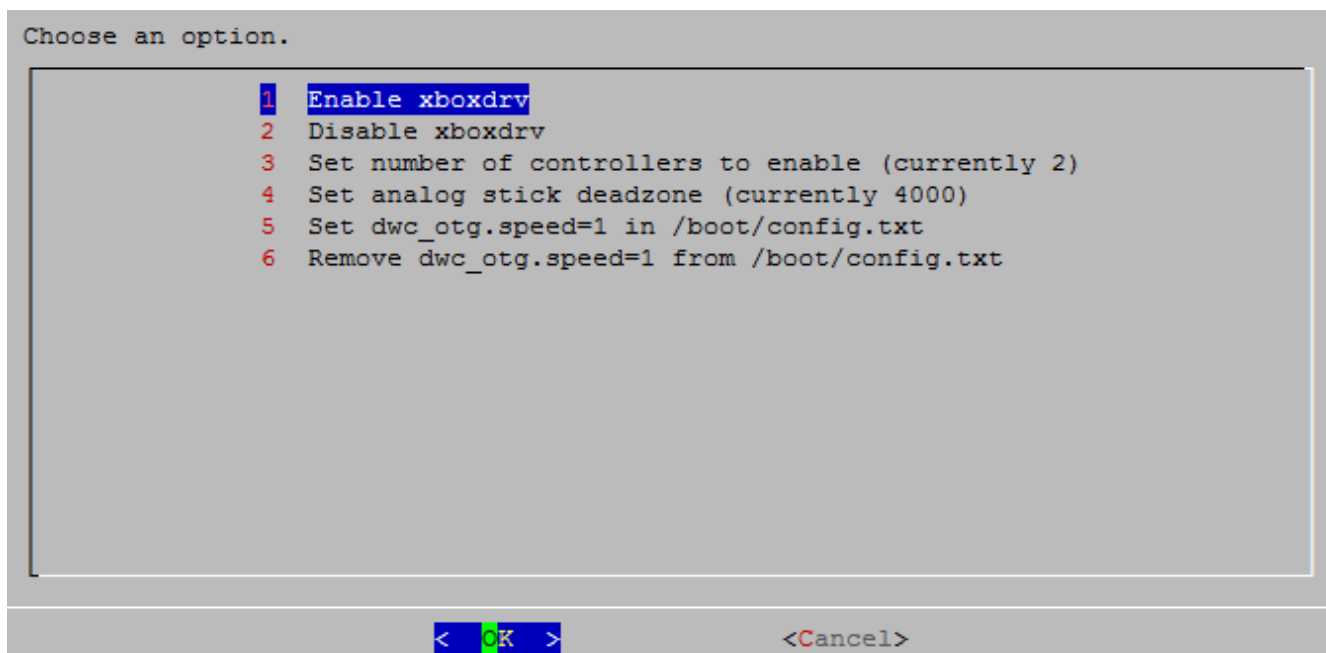 Choose an option.
1 Enable xboxdrv
2 Disable xboxdrv
3 Set number of controllers to enable (currently 2)
4 Set analog stick deadzone (currently 4000)
5 Set dwc_otg.speed=1 in /boot/config.txt
6 Remove dwc_otg.speed=1 from /boot/config.txt
< OK > <Cancel>